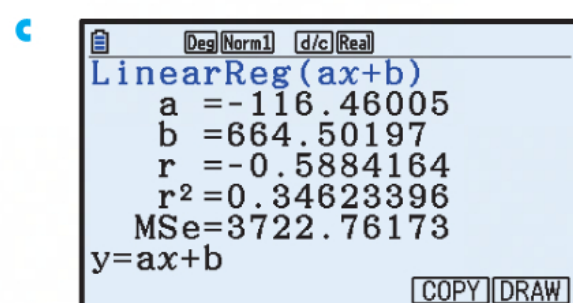 c
Deg Norm1 d/c Real
LinearReg(ax+b)
a =-116.46005
b =664.50197
r =-0.5884164
r²=0.34623396
MSe=3722.76173
y=ax+b
COPY DRAW